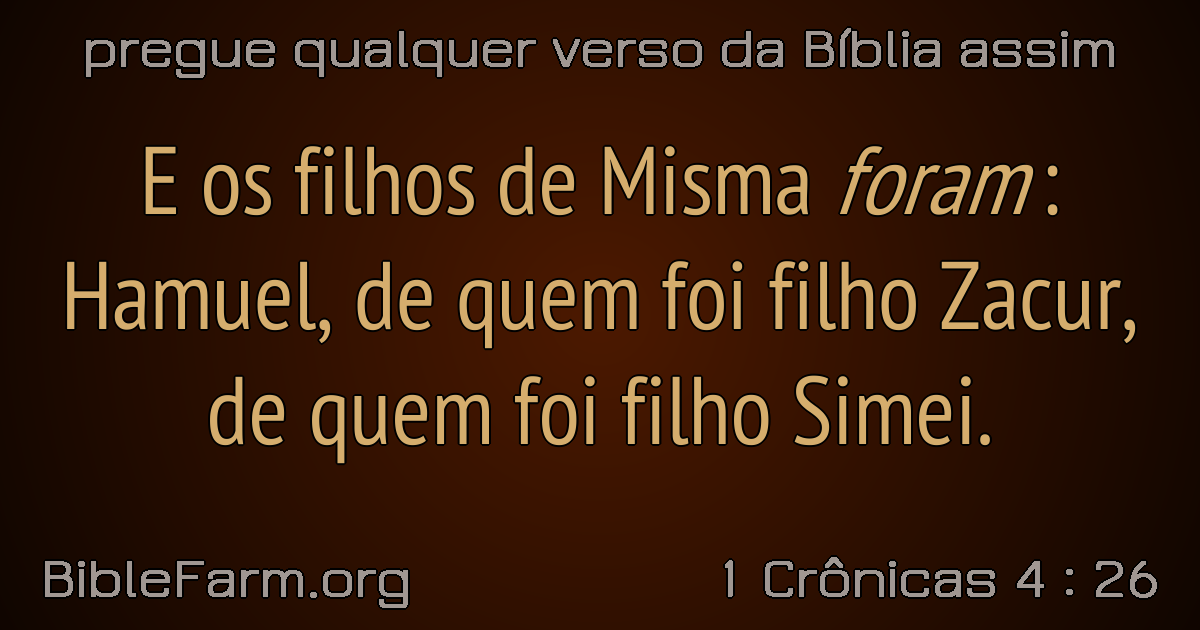 pregue qualquer verso da Bíblia assim
E os filhos de Misma foram:
Hamuel, de quem foi filho Zacur,
de quem foi filho Simei.
BibleFarm.org
1 Crônicas 4 : 26